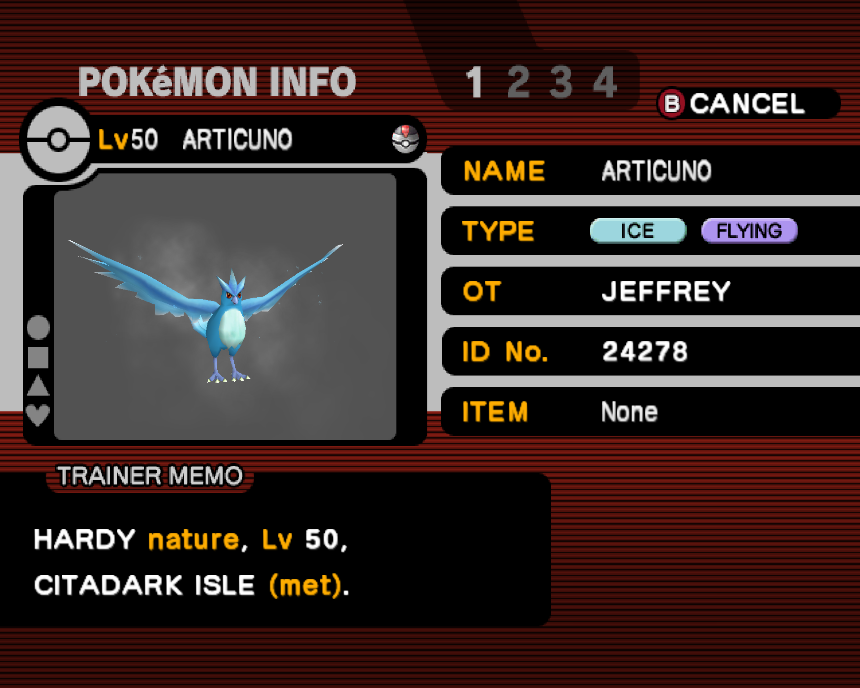 POKéMON INFO
1 2 3 4
B CANCEL
Lv50 ARTICUNO
NAME ARTICUNO
TYPE ICE FLYING
OT JEFFREY
ID No. 24278
ITEM None
TRAINER MEMO
HARDY nature, Lv 50,
CITADARK ISLE (met).